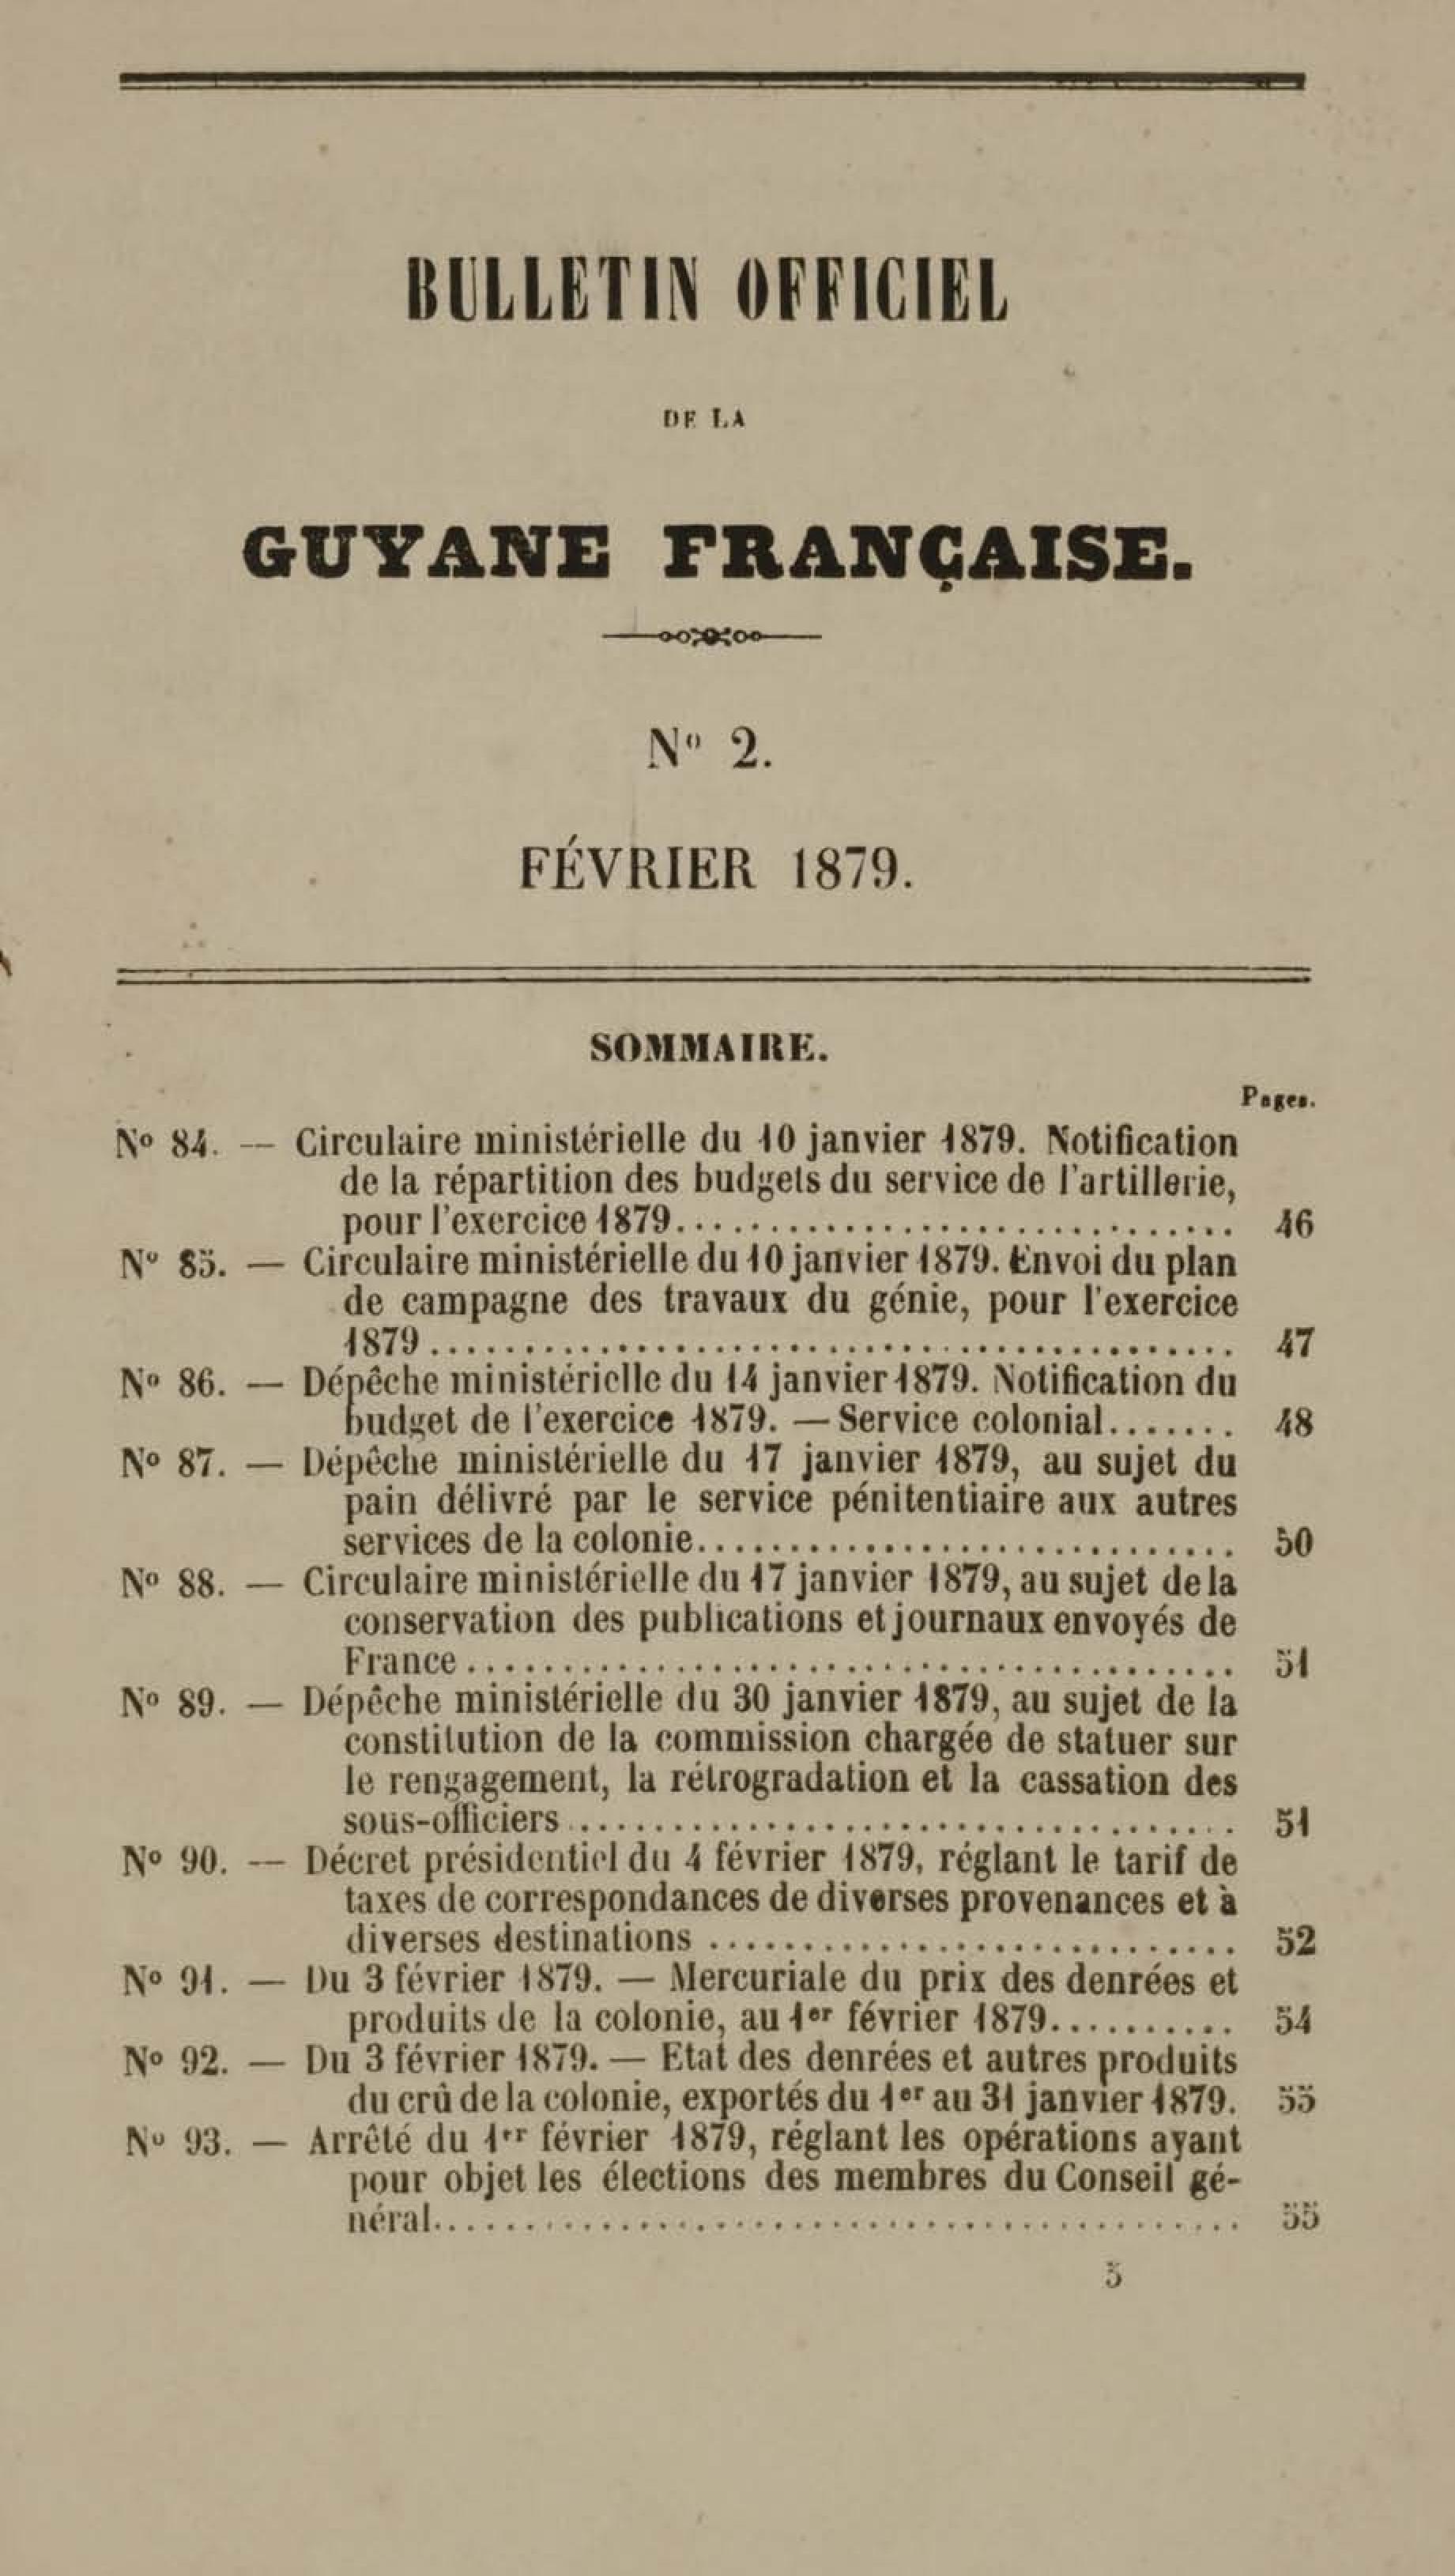 BULLETIN OFFICIEL
DE LA
GUYANE FRANÇAISE.
Nº 2.
FÉVRIER 1879.
SOMMAIRE.
Pages.
Nº 84. — Circulaire ministérielle du 10 janvier 1879. Notification
de la répartition des budgets du service de l'artillerie,
pour l'exercice 1879.............................. 46
Nº 85. — Circulaire ministérielle du 10 janvier 1879. Envoi du plan
de campagne des travaux du génie, pour l'exercice
1879............................................ 47
Nº 86. — Dépêche ministérielle du 14 janvier 1879. Notification du
budget de l'exercice 1879. — Service colonial....... 48
Nº 87. — Dépêche ministérielle du 17 janvier 1879, au sujet du
pain délivré par le service pénitentiaire aux autres
services de la colonie............................. 50
Nº 88. — Circulaire ministérielle du 17 janvier 1879, au sujet de la
conservation des publications et journaux envoyés de
France.......................................... 51
Nº 89. — Dépêche ministérielle du 30 janvier 1879, au sujet de la
constitution de la commission chargée de statuer sur
le rengagement, la rétrogradation et la cassation des
sous-officiers.................................... 51
Nº 90. — Décret présidentiel du 4 février 1879, réglant le tarif de
taxes de correspondances de diverses provenances et à
diverses destinations ............................ 52
Nº 91. — Du 3 février 1879. — Mercuriale du prix des denrées et
produits de la colonie, au 1er février 1879.......... 54
Nº 92. — Du 3 février 1879. — Etat des denrées et autres produits
du crû de la colonie, exportés du 1er au 31 janvier 1879. 55
Nº 93. — Arrêté du 1er février 1879, réglant les opérations ayant
pour objet les élections des membres du Conseil gé-
néral........................................... 55
5